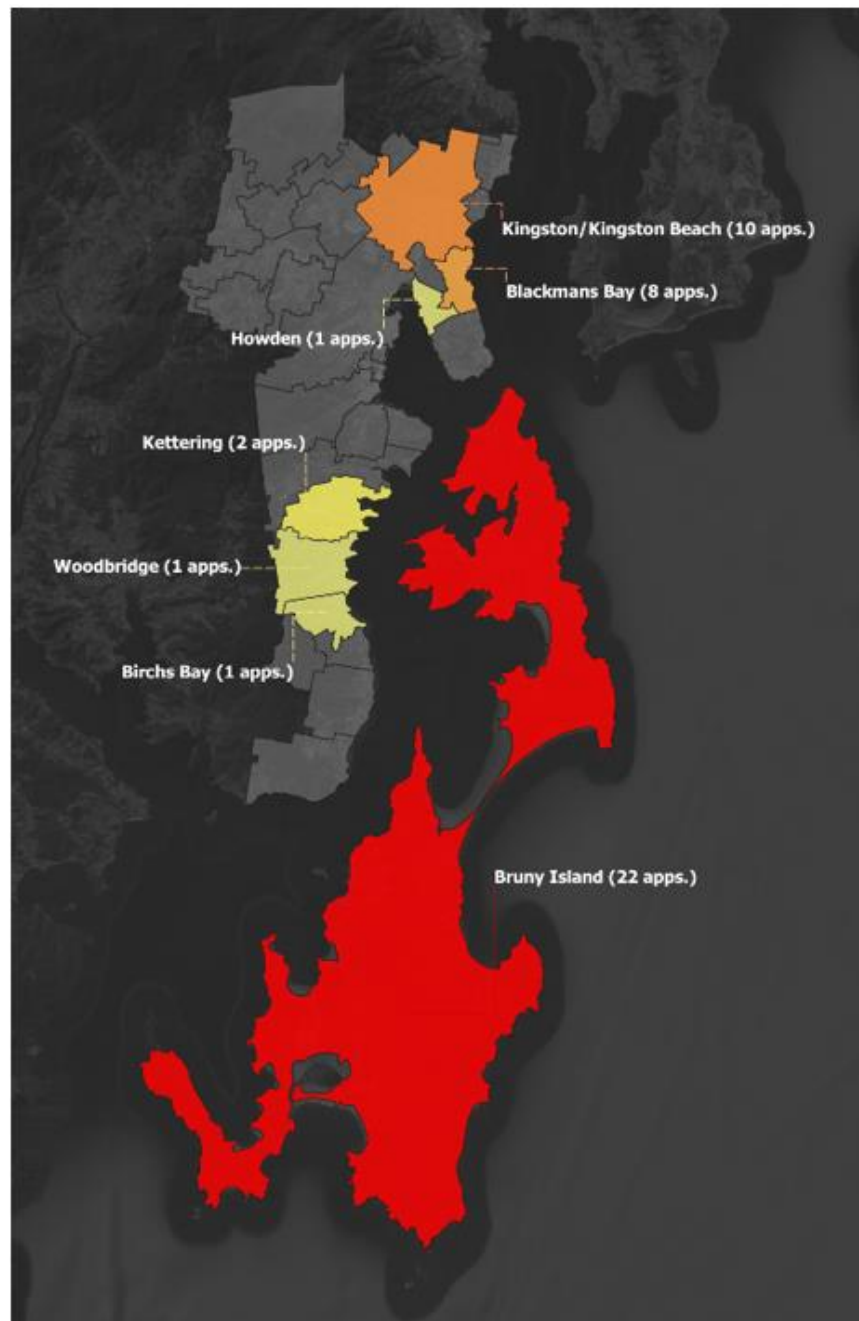 Kingston/Kingston Beach (10 apps.)
Blackmans Bay (8 apps.)
Howden (1 apps.)
Kettering (2 apps.)
Woodbridge (1 apps.)
Birchs Bay (1 apps.)
Bruny Island (22 apps.)